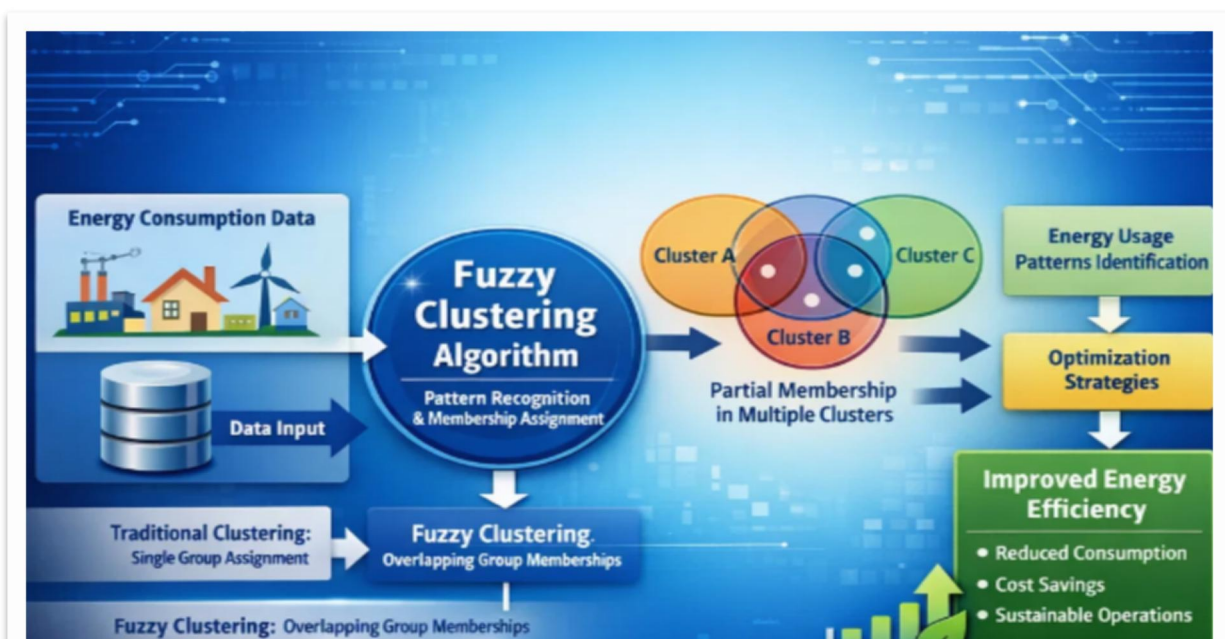 Energy Consumption Data
Data Input
Fuzzy
Clustering
Algorithm
Pattern Recognition
& Membership Assignment
Cluster A
Cluster C
Cluster B
Partial Membership
in Multiple Clusters
Energy Usage
Patterns Identification
Optimization
Strategies
Improved Energy
Efficiency
• Reduced Consumption
• Cost Savings
• Sustainable Operations
Traditional Clustering:
Single Group Assignment
Fuzzy Clustering.
Overlapping Group Memberships
Fuzzy Clustering: Overlapping Group Memberships